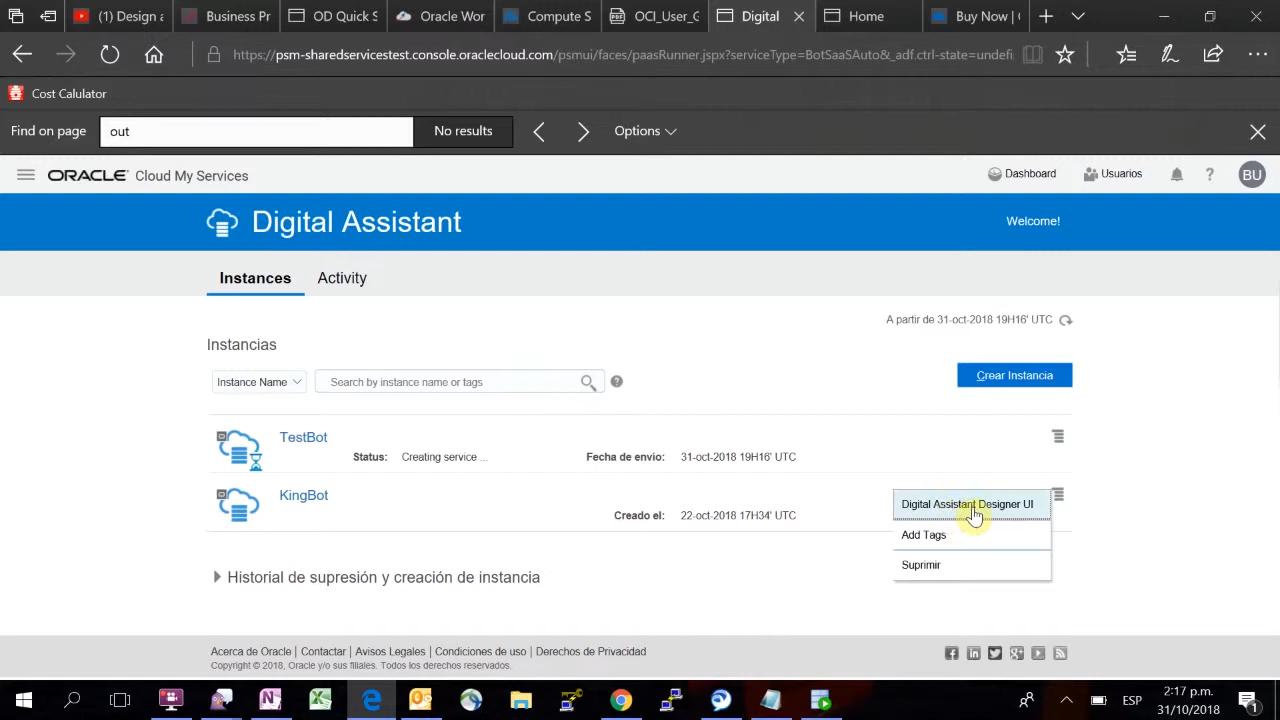 (1) Design a
Business Pr
OD Quick S
Oracle Wor
Compute S
OCI_User_G
Digital
Home
Buy Now | (
https://psm-sharedservicestest.console.oraclecloud.com/psmui/faces/paasRunner.jspx?serviceType=BotSaaSAuto&_adf.ctrl-state=undefi
Cost Calulator
Find on page
out
No results
Options
ORACLE Cloud My Services
Dashboard
Usuarios
?
BU
Digital Assistant
Welcome!
Instances
Activity
A partir de 31-oct-2018 19H16' UTC
Instancias
Instance Name
Search by instance name or tags
?
Crear Instancia
TestBot
Status: Creating service ...
Fecha de envio: 31-oct-2018 19H16' UTC
KingBot
Creado el: 22-oct-2018 17H34' UTC
Digital Assistant Designer UI
Add Tags
Suprimir
Historial de supresión y creación de instancia
Acerca de Oracle | Contactar | Avisos Legales | Condiciones de uso | Derechos de Privacidad
Copyright © 2018, Oracle y/o sus filiales. Todos los derechos reservados.
ESP
2:17 p.m.
31/10/2018
1